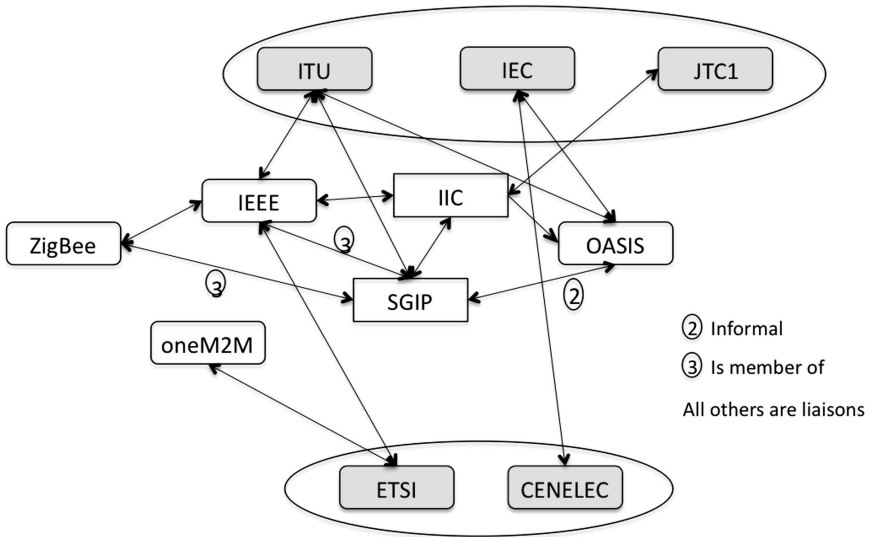 ITU
IEC
JTC1
IEEE
IIC
ZigBee
3
OASIS
3
SGIP
2
oneM2M
2 Informal
3 Is member of
All others are liaisons
ETSI
CENELEC